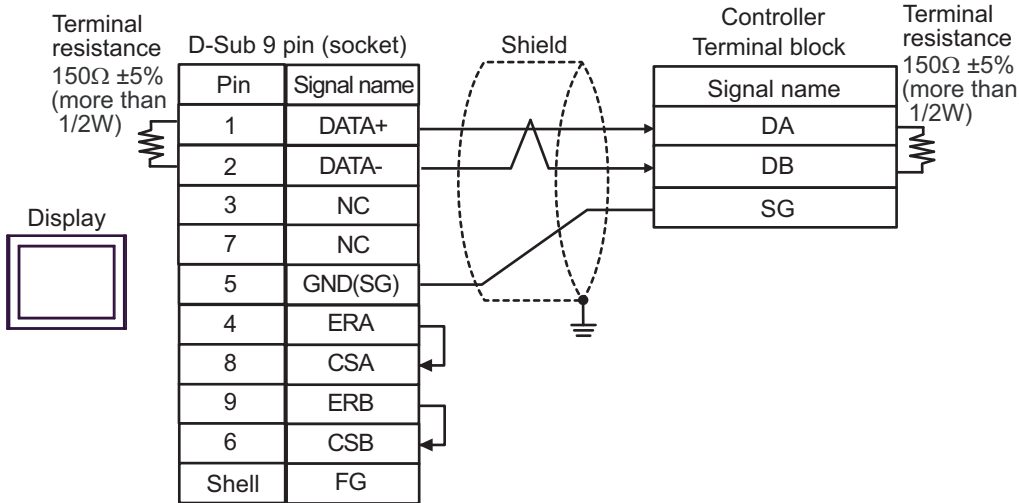 Terminal
resistance
150Ω ±5%
(more than
1/2W)
D-Sub 9 pin (socket)
Shield
Controller
Terminal block
Terminal
resistance
150Ω ±5%
(more than
1/2W)
Pin Signal name
1 DATA+
2 DATA-
3 NC
7 NC
5 GND(SG)
4 ERA
8 CSA
9 ERB
6 CSB
Shell FG
Signal name
DA
DB
SG
Display